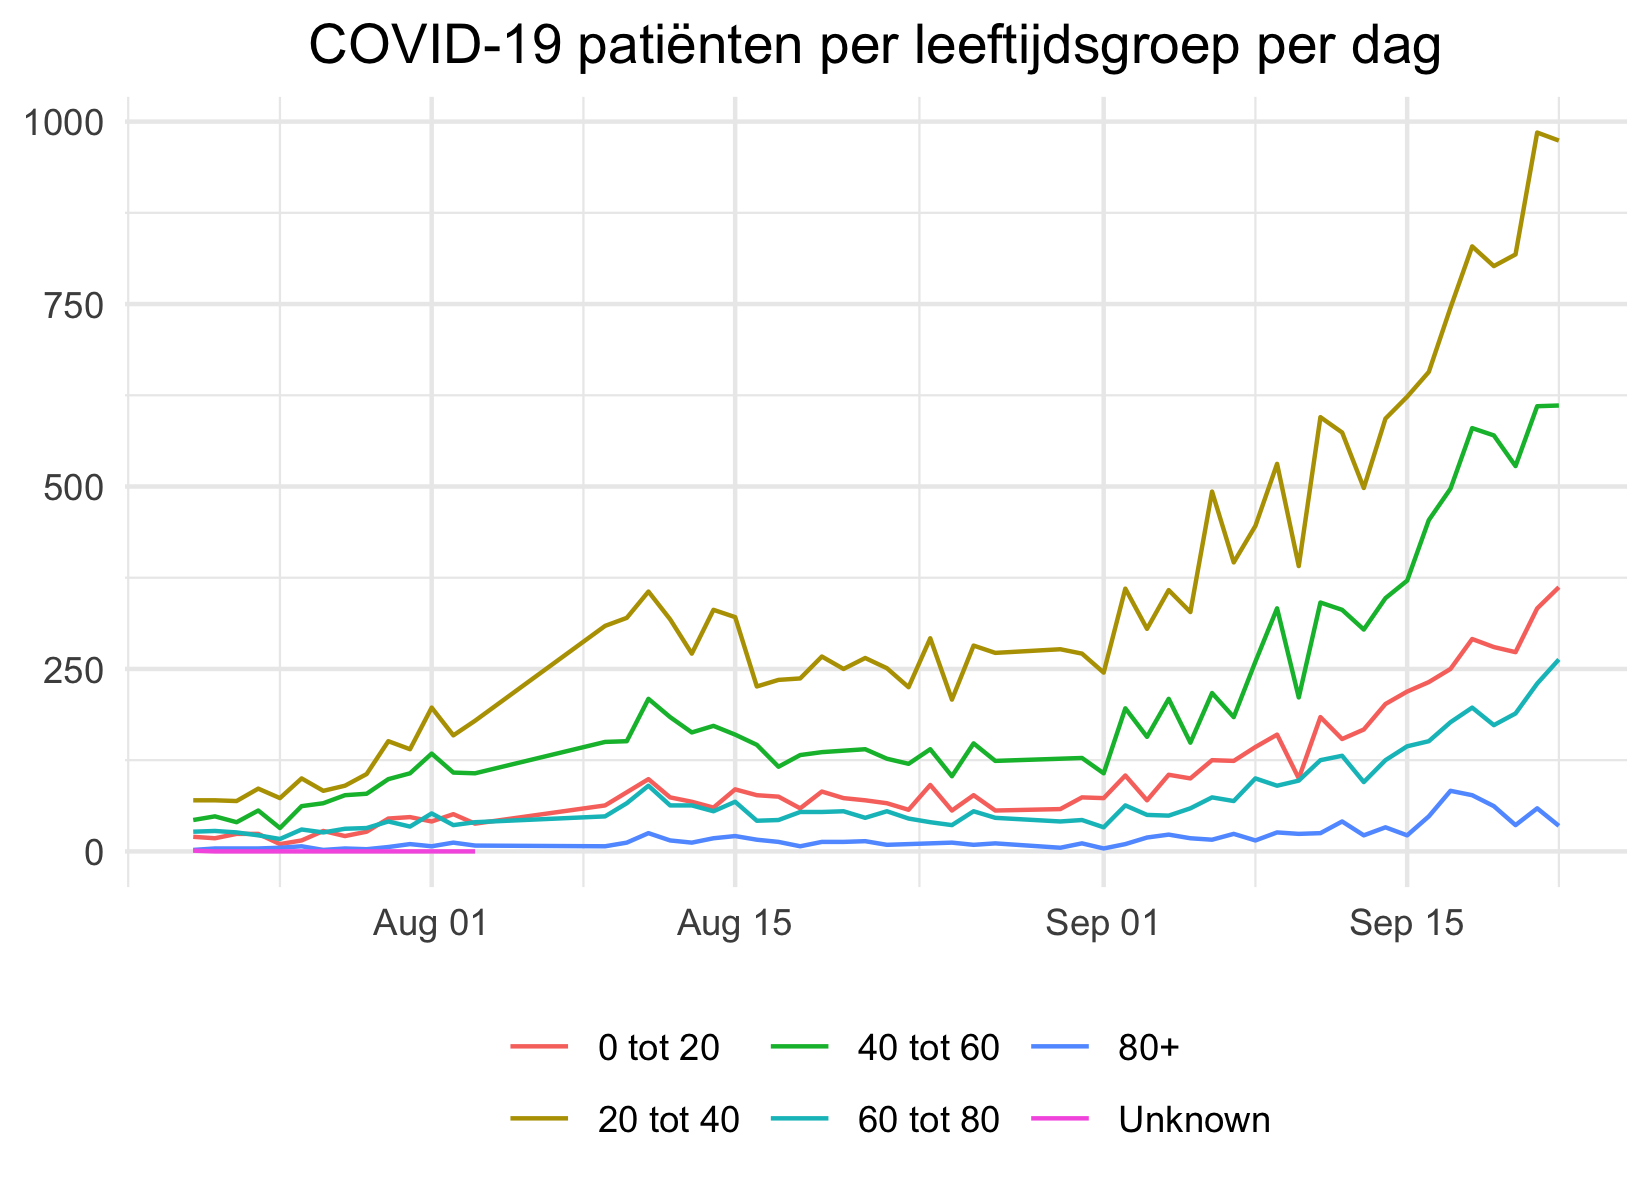 COVID-19 patiënten per leeftijdsgroep per dag
1000
750
500
250
0
Aug 01 Aug 15 Sep 01 Sep 15
0 tot 20 40 tot 60 80+
20 tot 40 60 tot 80 Unknown